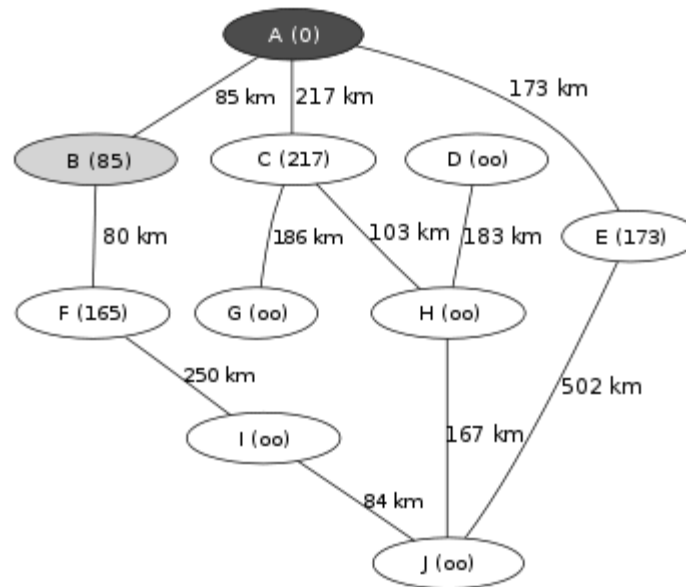 A (0)
85 km
217 km
173 km
B (85)
C (217)
D (oo)
80 km
186 km
103 km
183 km
E (173)
F (165)
G (oo)
H (oo)
250 km
502 km
I (oo)
167 km
84 km
J (oo)